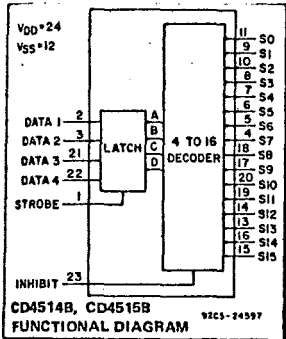 VDD=24
VSS=12
DATA 1 2
DATA 2 3
DATA 3 21
DATA 4 22
STROBE 1
INHIBIT 23
LATCH
A
B
C
D
4 TO 16
DECODER
11 S0
9 S1
10 S2
8 S3
7 S4
6 S5
5 S6
4 S7
18 S8
17 S9
20 S10
19 S11
14 S12
13 S13
16 S14
15 S15
CD4514B, CD4515B
92CS-24597
FUNCTIONAL DIAGRAM